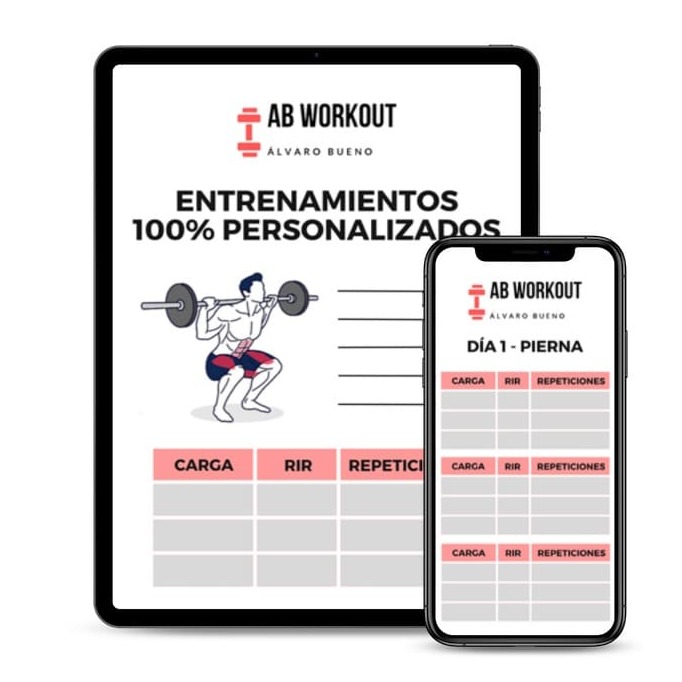 AB WORKOUT
ÁLVARO BUENO
ENTRENAMIENTOS
100% PERSONALIZADOS
CARGA RIR REPETICI
AB WORKOUT
ÁLVARO BUENO
DÍA 1 - PIERNA
CARGA RIR REPETICIONES
CARGA RIR REPETICIONES
CARGA RIR REPETICIONES